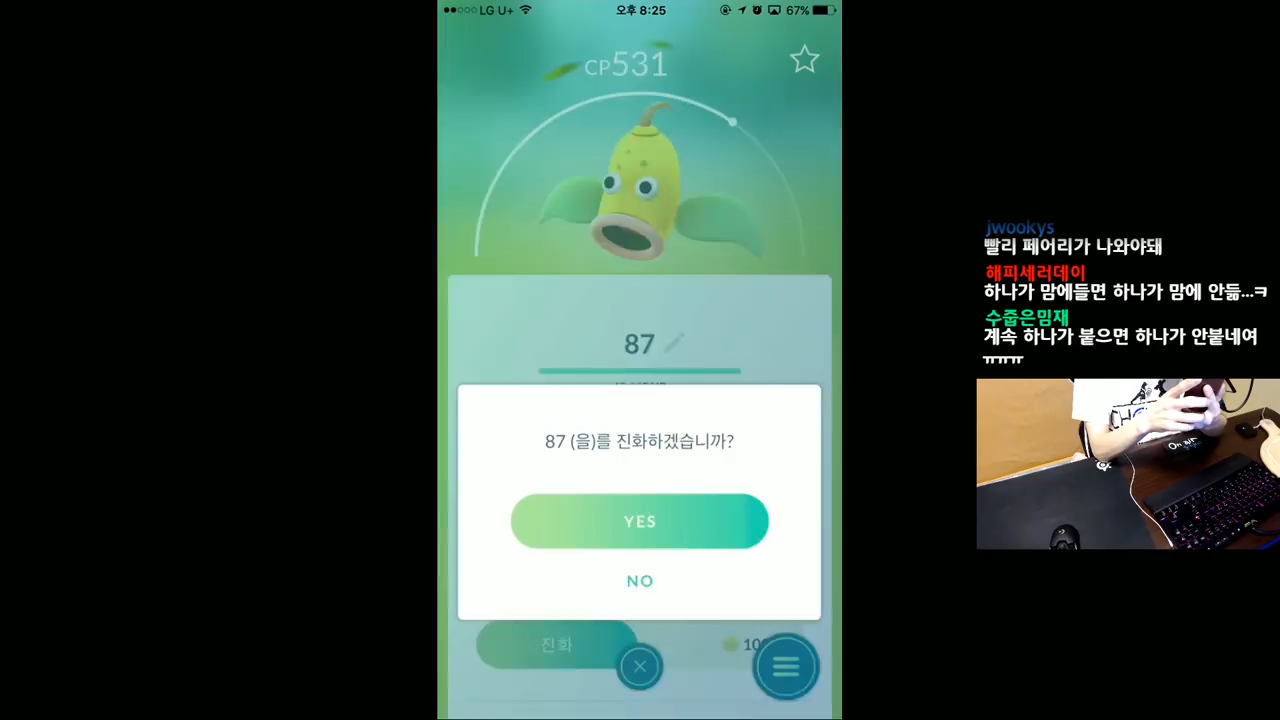 LG U+
오후 8:25
67%
CP531
87
87 (을)를 진화하겠습니까?
YES
NO
진화
jwookys
빨리 페어리가 나와야돼
해피세러데이
하나가 맘에들면 하나가 맘에 안듦...ㅋ
수줍은밈재
계속 하나가 붙으면 하나가 안붙네여
ㅠㅠㅠ